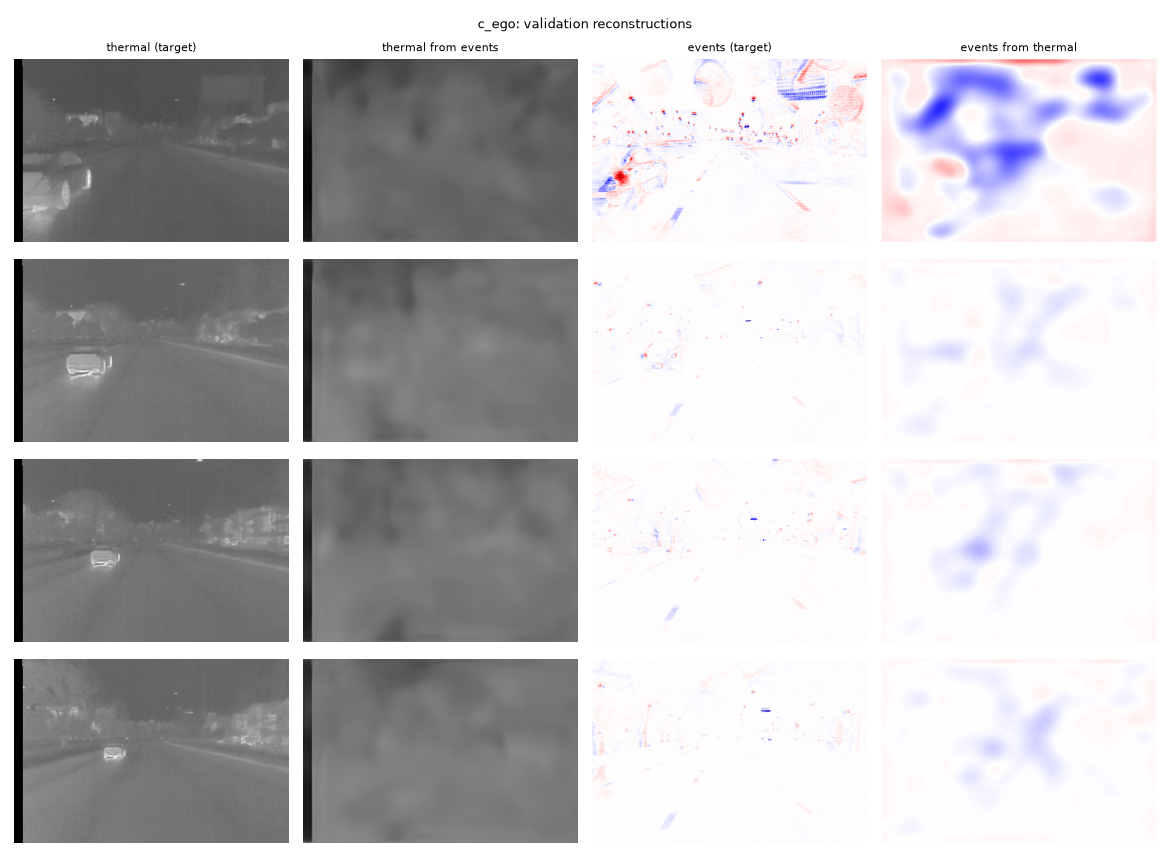 c_ego: validation reconstructions
thermal (target)
thermal from events
events (target)
events from thermal